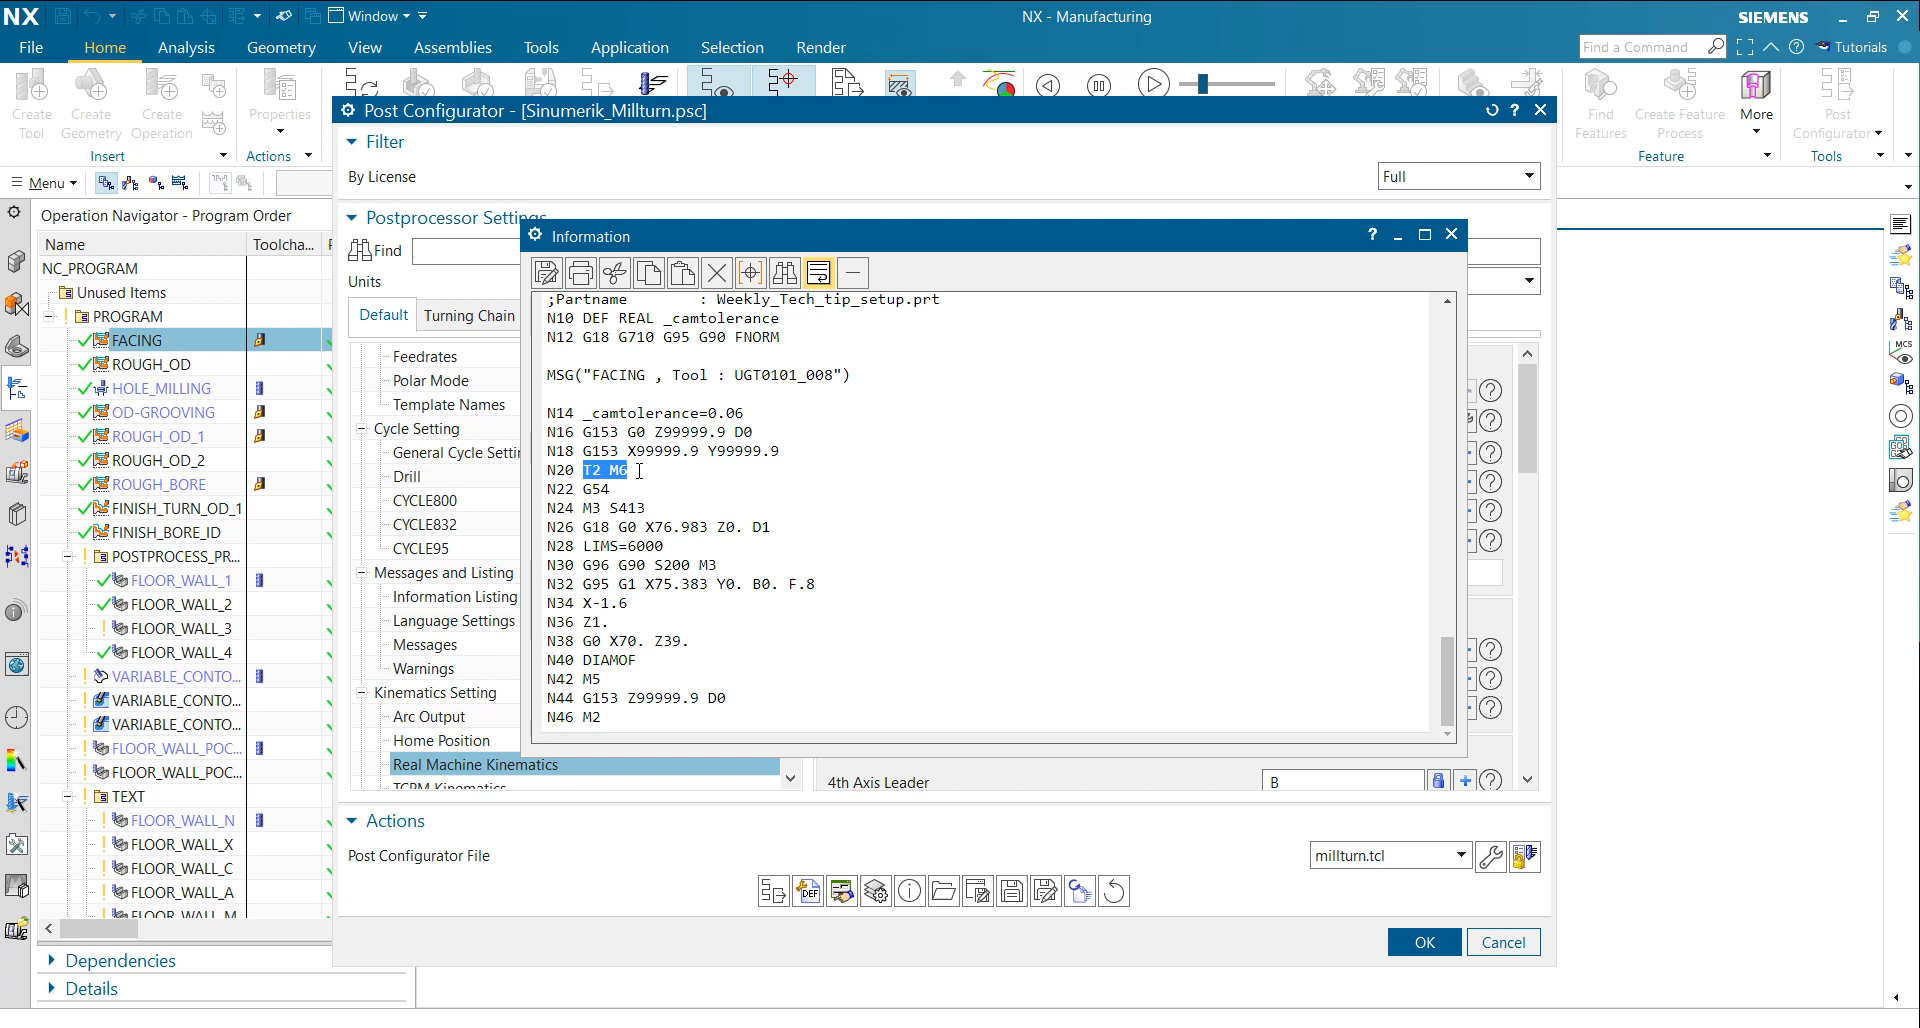 NX
Window
NX - Manufacturing
SIEMENS
File
Home
Analysis
Geometry
View
Assemblies
Tools
Application
Selection
Render
Find a Command
Tutorials
Create Tool
Create Geometry
Create Operation
Properties
Insert
Actions
Find Features
Create Feature Process
More
Post Configurator
Feature
Tools
Menu
Post Configurator - [Sinumerik_Millturn.psc]
Filter
By License
Full
Postprocessor Settings
Find
Units
Default
Turning Chain
Feedrates
Polar Mode
Template Names
Cycle Setting
General Cycle Setti
Drill
CYCLE800
CYCLE832
CYCLE95
Messages and Listing
Information Listing
Language Settings
Messages
Warnings
Kinematics Setting
Arc Output
Home Position
Real Machine Kinematics
TCPM Kinematics
4th Axis Leader
B
Operation Navigator - Program Order
Name
Toolcha...
NC_PROGRAM
Unused Items
PROGRAM
FACING
ROUGH_OD
HOLE_MILLING
OD-GROOVING
ROUGH_OD_1
ROUGH_OD_2
ROUGH_BORE
FINISH_TURN_OD_1
FINISH_BORE_ID
POSTPROCESS_PR...
FLOOR_WALL_1
FLOOR_WALL_2
FLOOR_WALL_3
FLOOR_WALL_4
VARIABLE_CONTO...
VARIABLE_CONTO...
VARIABLE_CONTO...
FLOOR_WALL_POC...
FLOOR_WALL_POC...
TEXT
FLOOR_WALL_N
FLOOR_WALL_X
FLOOR_WALL_C
FLOOR_WALL_A
FLOOR_WALL_M
Dependencies
Details
Information
;Partname : Weekly_Tech_tip_setup.prt
N10 DEF REAL _camtolerance
N12 G18 G710 G95 G90 FNORM
MSG("FACING , Tool : UGT0101_008")
N14 _camtolerance=0.06
N16 G153 G0 Z99999.9 D0
N18 G153 X99999.9 Y99999.9
N20 T2 M6
N22 G54
N24 M3 S413
N26 G18 G0 X76.983 Z0. D1
N28 LIMS=6000
N30 G96 G90 S200 M3
N32 G95 G1 X75.383 Y0. B0. F.8
N34 X-1.6
N36 Z1.
N38 G0 X70. Z39.
N40 DIAMOF
N42 M5
N44 G153 Z99999.9 D0
N46 M2
Actions
Post Configurator File
millturn.tcl
DEF
OK
Cancel
MCS